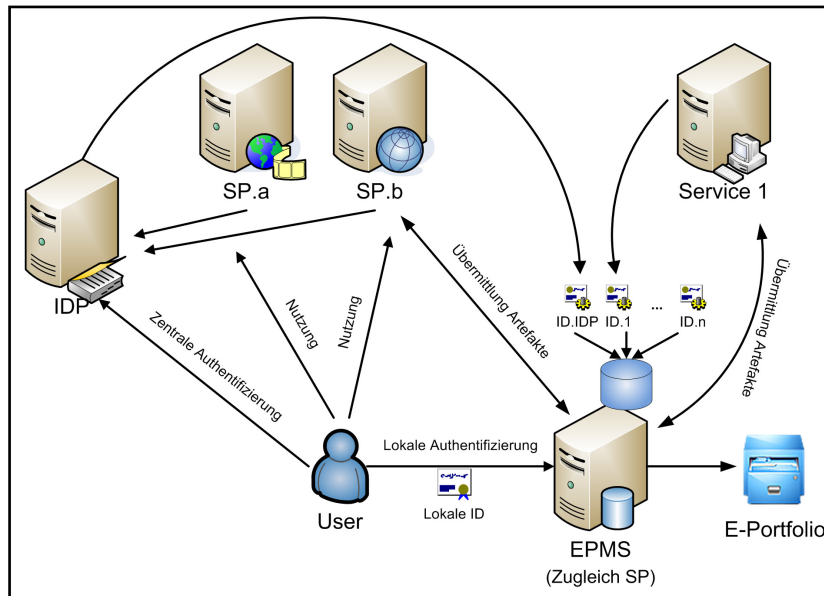 SP.a
SP.b
Service 1
IDP
Übermittlung Artefakte
Übermittlung Artefakte
Nutzung
Nutzung
Zentrale Authentifizierung
ID.IDP
ID.1
...
ID.n
Lokale Authentifizierung
Lokale ID
User
EPMS
(Zugleich SP)
E-Portfolio